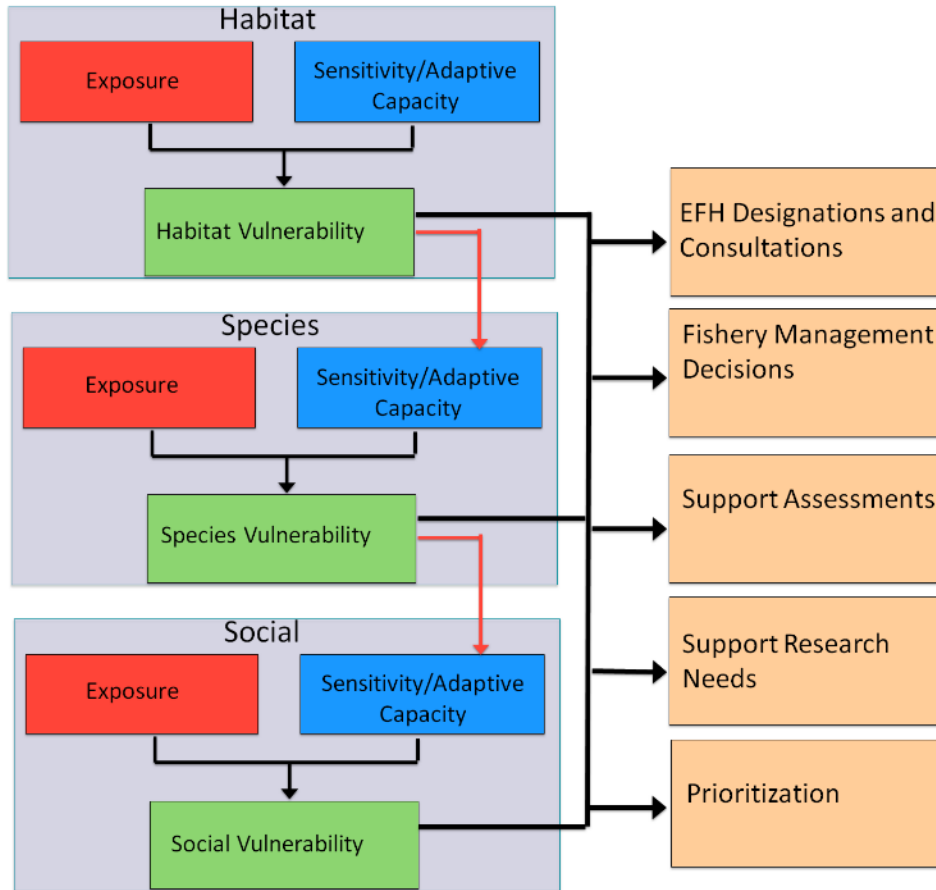 Habitat
Exposure
Sensitivity/Adaptive
Capacity
Habitat Vulnerability
Species
Exposure
Sensitivity/Adaptive
Capacity
Species Vulnerability
Social
Exposure
Sensitivity/Adaptive
Capacity
Social Vulnerability
EFH Designations and
Consultations
Fishery Management
Decisions
Support Assessments
Support Research
Needs
Prioritization